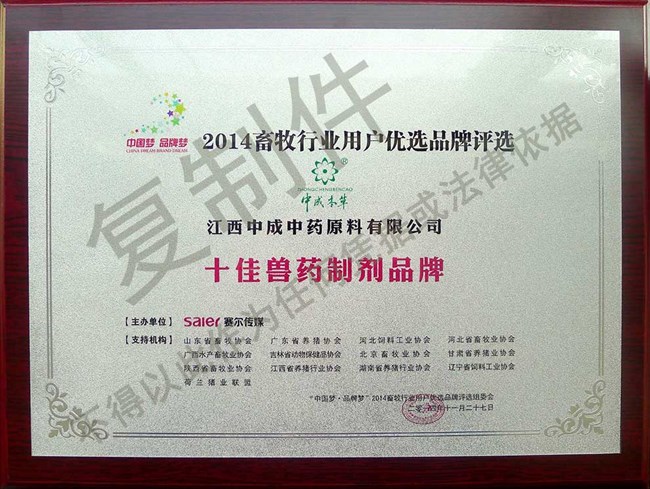 中国梦 品牌梦
CHINA DREAM BRAND DREAM
2014畜牧行业用户优选品牌评选
ZHONGCHENGBENCAO
®
中成本草
江西中成中药原料有限公司
十佳兽药制剂品牌
【主办单位】 saier 赛尔传媒
【支持机构】 山东省畜牧协会 广东省养猪协会 河北饲料工业协会 河北省畜牧协会
广西水产畜牧业协会 吉林省动物保健品协会 北京畜牧业协会 甘肃省养猪业协会
陕西省畜牧业协会 江西省养猪行业协会 湖南省养猪行业协会 辽宁省饲料工业协会
荷兰猪业联盟
“中国梦·品牌梦”2014畜牧行业用户优选品牌评选组委会
二零一四年十一月二十七日
复制件
不得以此作为任何凭据或法律依据